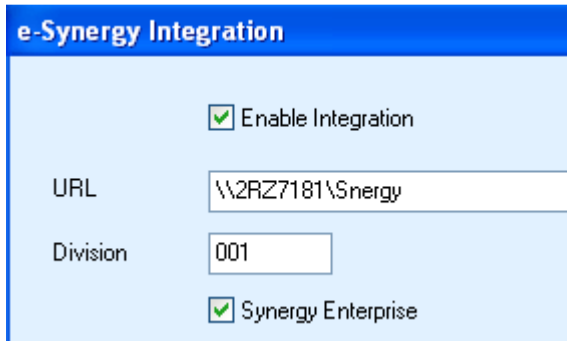 e-Synergy Integration
Enable Integration
URL \\2RZ7181\Snergy
Division 001
Synergy Enterprise